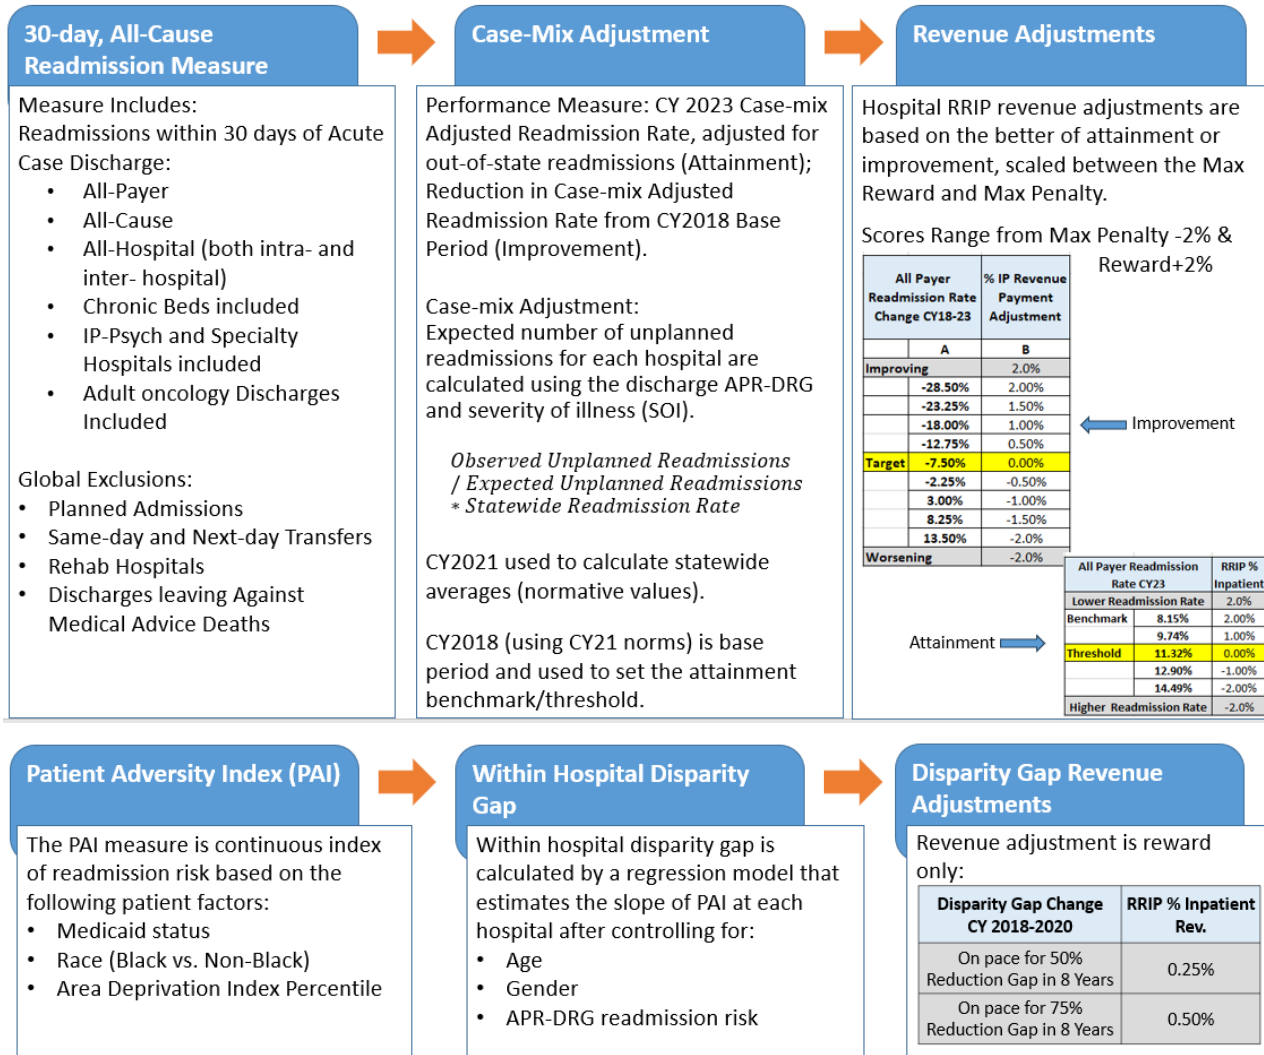 30-day, All-Cause
Readmission Measure
Measure Includes:
Readmissions within 30 days of Acute
Case Discharge:
• All-Payer
• All-Cause
• All-Hospital (both intra- and
inter- hospital)
• Chronic Beds included
• IP-Psych and Specialty
Hospitals included
• Adult oncology Discharges
Included
Global Exclusions:
• Planned Admissions
• Same-day and Next-day Transfers
• Rehab Hospitals
• Discharges leaving Against
Medical Advice Deaths
Case-Mix Adjustment
Performance Measure: CY 2023 Case-mix
Adjusted Readmission Rate, adjusted for
out-of-state readmissions (Attainment);
Reduction in Case-mix Adjusted
Readmission Rate from CY2018 Base
Period (Improvement).
Case-mix Adjustment:
Expected number of unplanned
readmissions for each hospital are
calculated using the discharge APR-DRG
and severity of illness (SOI).
Observed Unplanned Readmissions
/ Expected Unplanned Readmissions
* Statewide Readmission Rate
CY2021 used to calculate statewide
averages (normative values).
CY2018 (using CY21 norms) is base
period and used to set the attainment
benchmark/threshold.
Revenue Adjustments
Hospital RRIP revenue adjustments are
based on the better of attainment or
improvement, scaled between the Max
Reward and Max Penalty.
Scores Range from Max Penalty -2% &
Reward+2%
All Payer % IP Revenue
Readmission Rate Payment
Change CY18-23 Adjustment
A B
Improving 2.0%
-28.50% 2.00%
-23.25% 1.50%
-18.00% 1.00%
-12.75% 0.50%
Target -7.50% 0.00%
-2.25% -0.50%
3.00% -1.00%
8.25% -1.50%
13.50% -2.0%
Worsening -2.0%
Improvement
Attainment
All Payer Readmission RRIP %
Rate CY23 Inpatient
Lower Readmission Rate 2.0%
Benchmark 8.15% 2.00%
9.74% 1.00%
Threshold 11.32% 0.00%
12.90% -1.00%
14.49% -2.00%
Higher Readmission Rate -2.0%
Patient Adversity Index (PAI)
The PAI measure is continuous index
of readmission risk based on the
following patient factors:
• Medicaid status
• Race (Black vs. Non-Black)
• Area Deprivation Index Percentile
Within Hospital Disparity
Gap
Within hospital disparity gap is
calculated by a regression model that
estimates the slope of PAI at each
hospital after controlling for:
• Age
• Gender
• APR-DRG readmission risk
Disparity Gap Revenue
Adjustments
Revenue adjustment is reward
only:
Disparity Gap Change RRIP % Inpatient
CY 2018-2020 Rev.
On pace for 50%
Reduction Gap in 8 Years 0.25%
On pace for 75%
Reduction Gap in 8 Years 0.50%